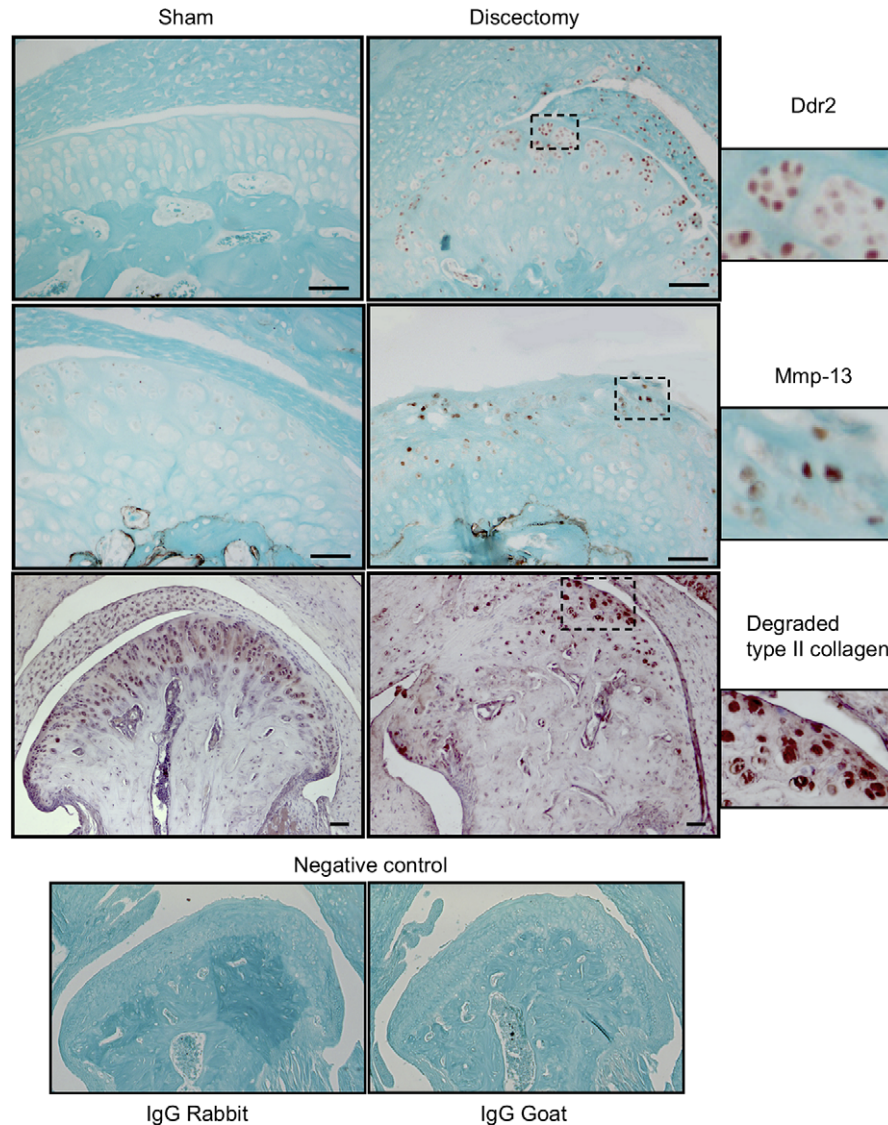 Sham
Discectomy
Ddr2
Mmp-13
Degraded
type II collagen
Negative control
IgG Rabbit
IgG Goat